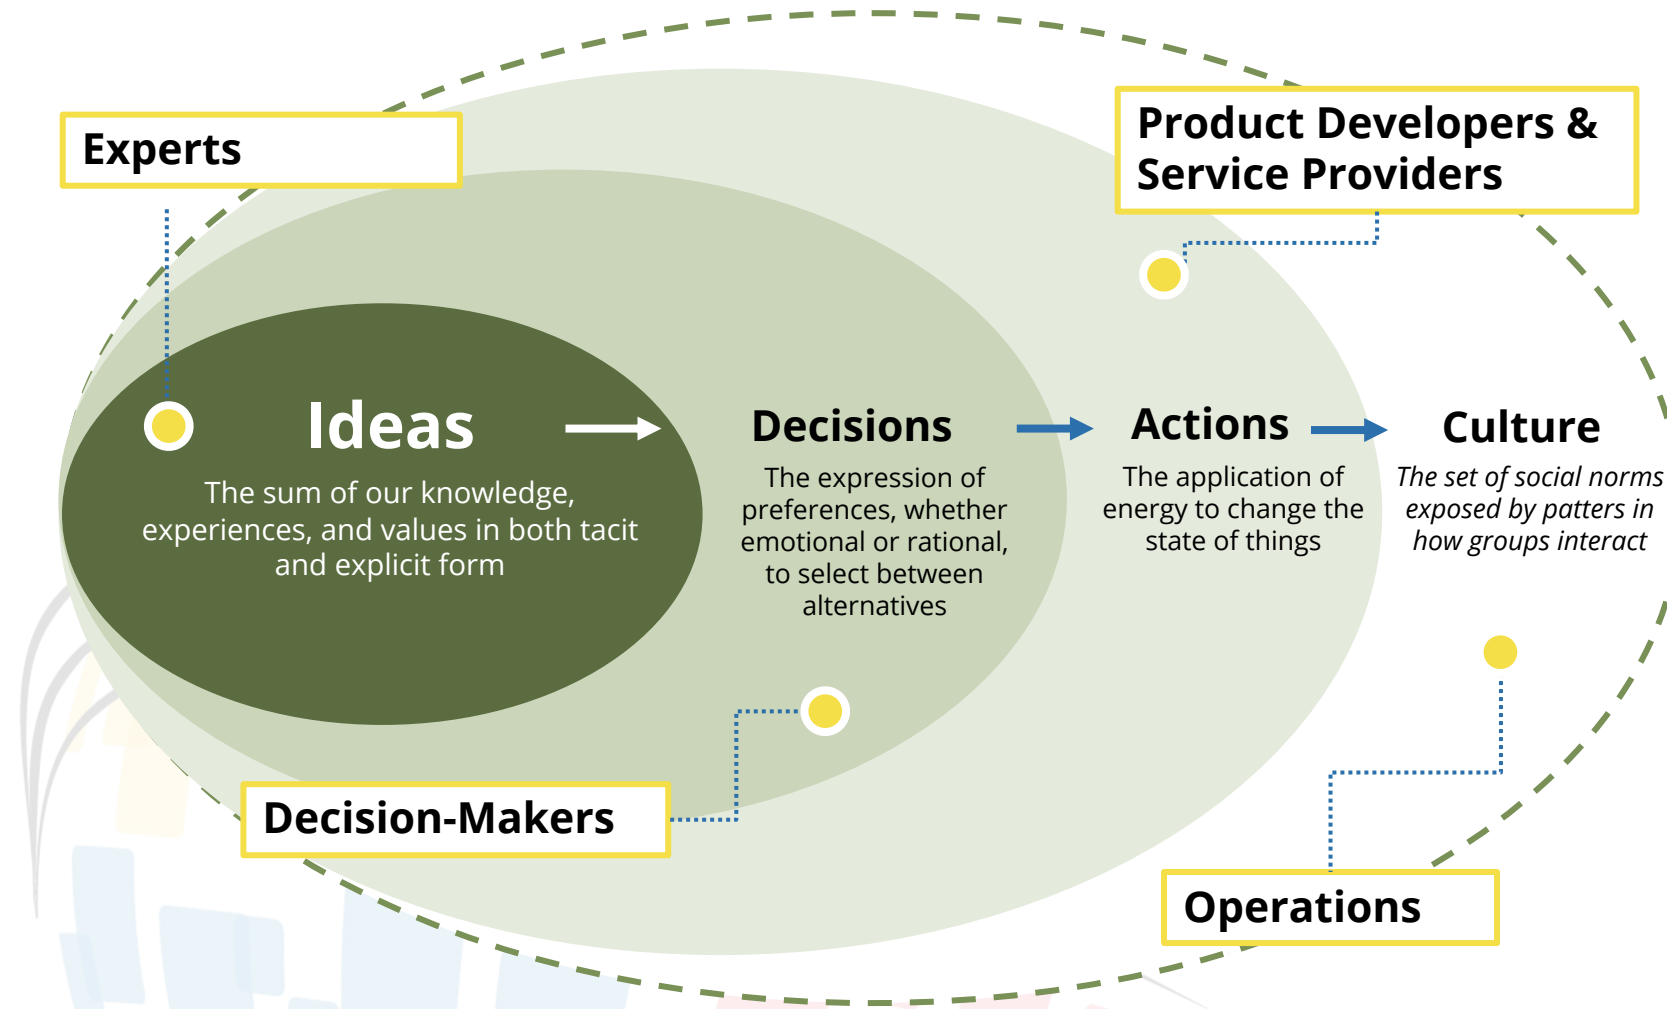 Experts
Product Developers &
Service Providers
Ideas
The sum of our knowledge,
experiences, and values in both tacit
and explicit form
Decisions
The expression of
preferences, whether
emotional or rational,
to select between
alternatives
Actions
The application of
energy to change the
state of things
Culture
The set of social norms
exposed by patters in
how groups interact
Decision-Makers
Operations